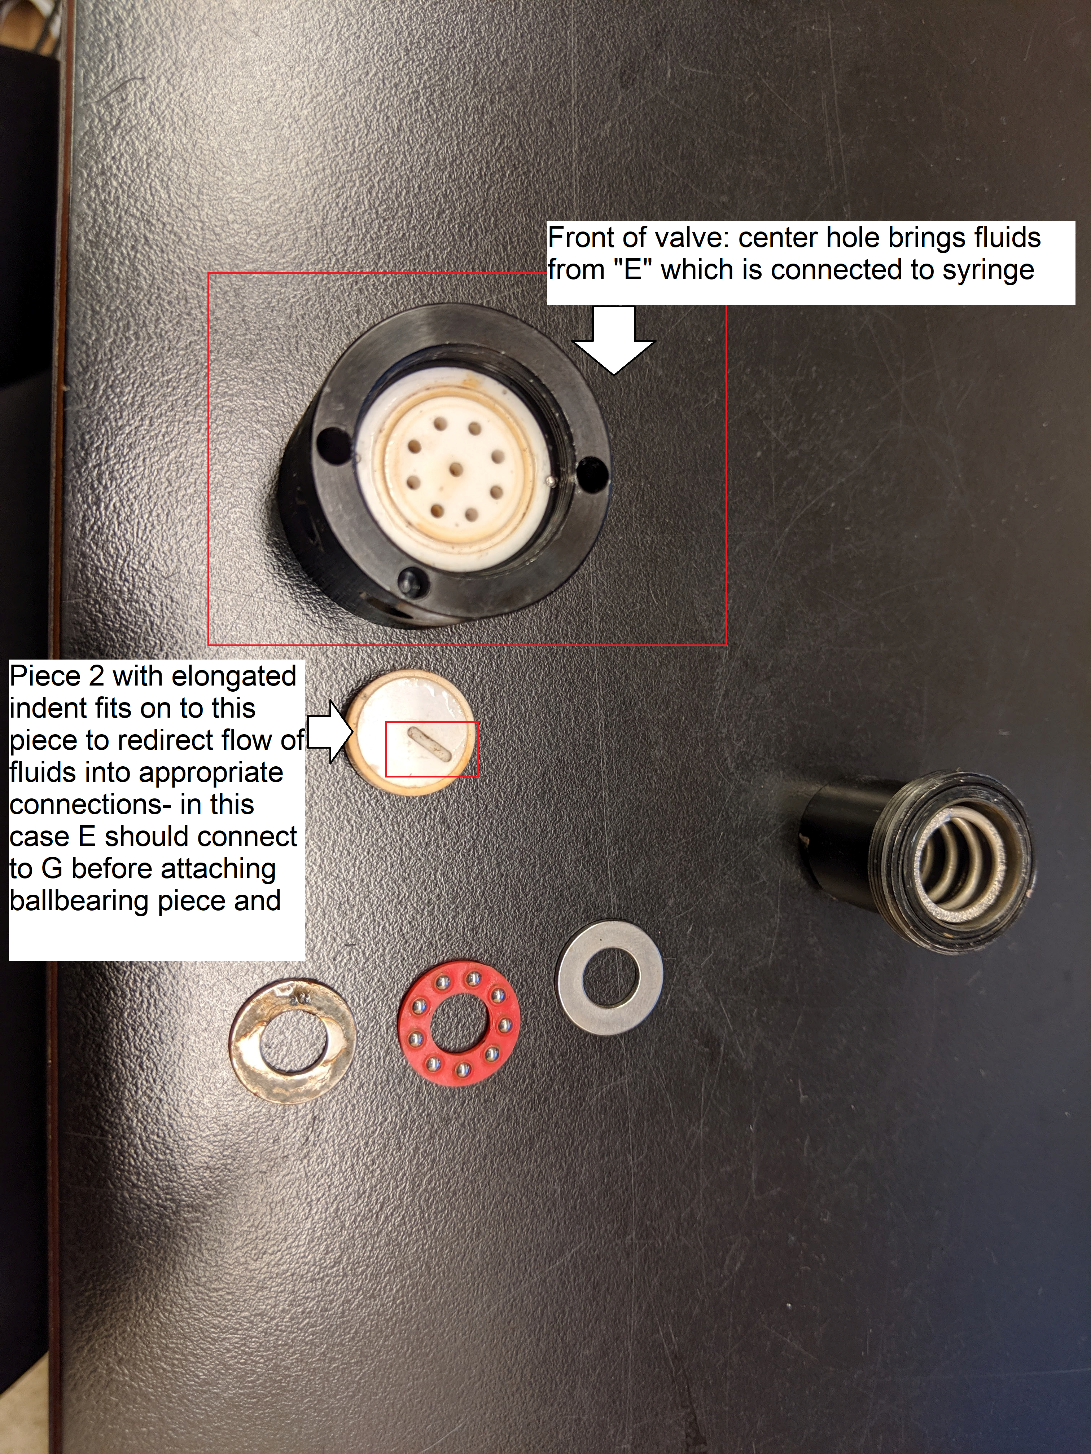 Front of valve: center hole brings fluids
from "E" which is connected to syringe
Piece 2 with elongated
indent fits on to this
piece to redirect flow of
fluids into appropriate
connections- in this
case E should connect
to G before attaching
ballbearing piece and